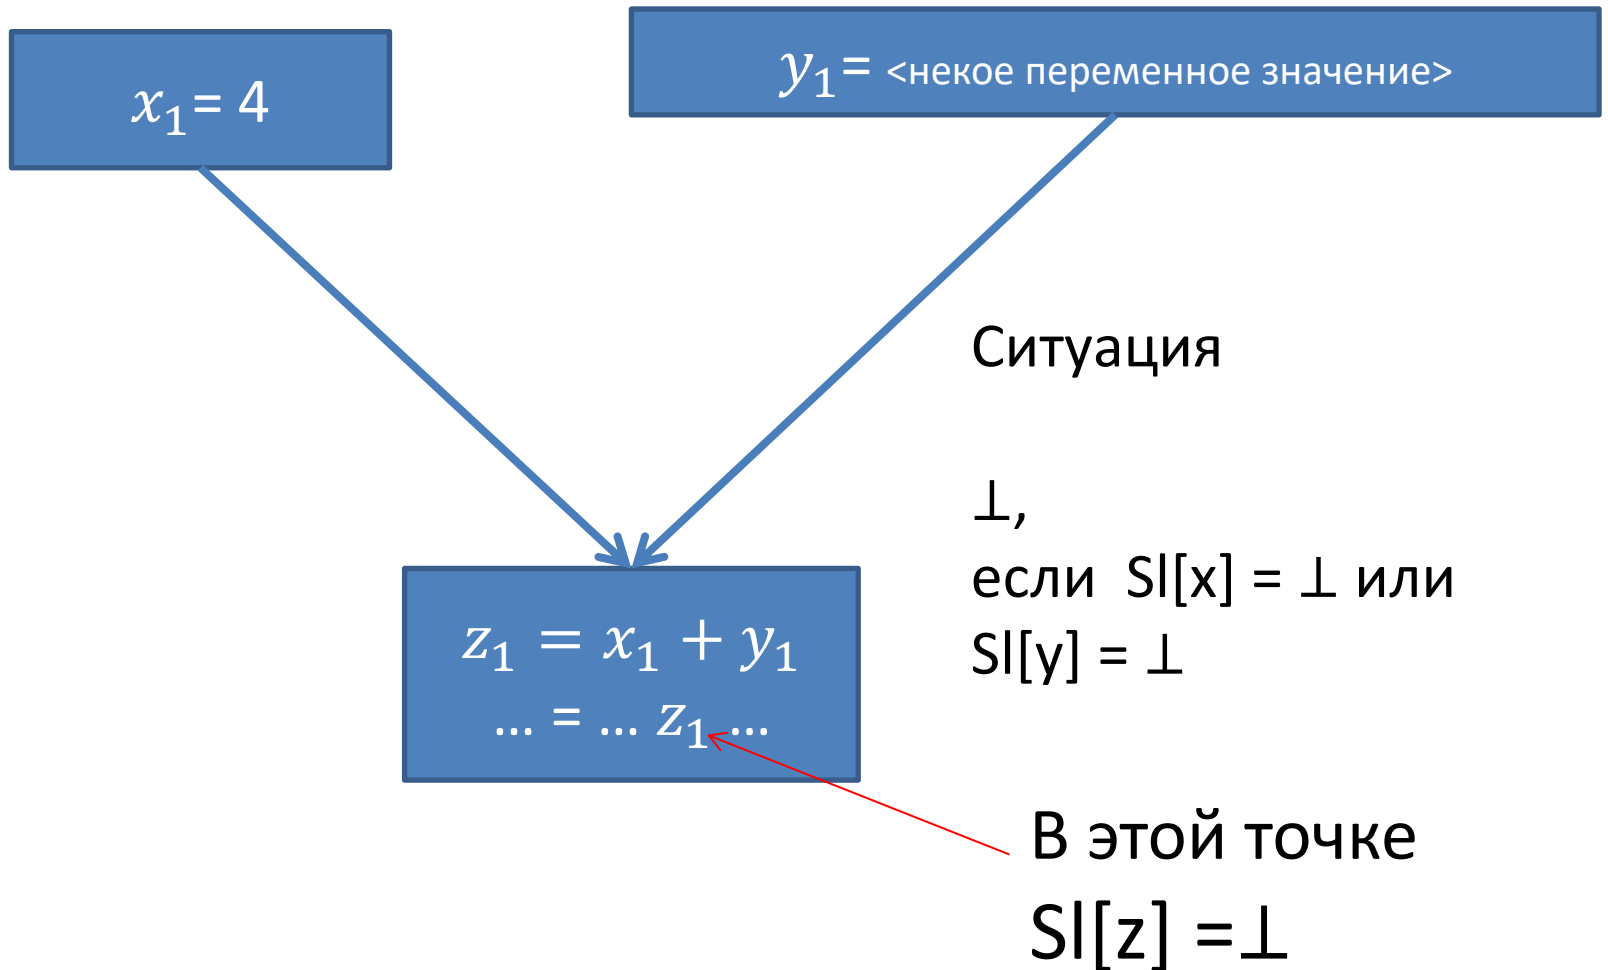 x₁= 4
y₁= <некое переменное значение>
z₁ = x₁ + y₁
... = ... z₁ ...
Ситуация
⊥,
если Sl[x] = ⊥ или
Sl[y] = ⊥
В этой точке
Sl[z] =⊥